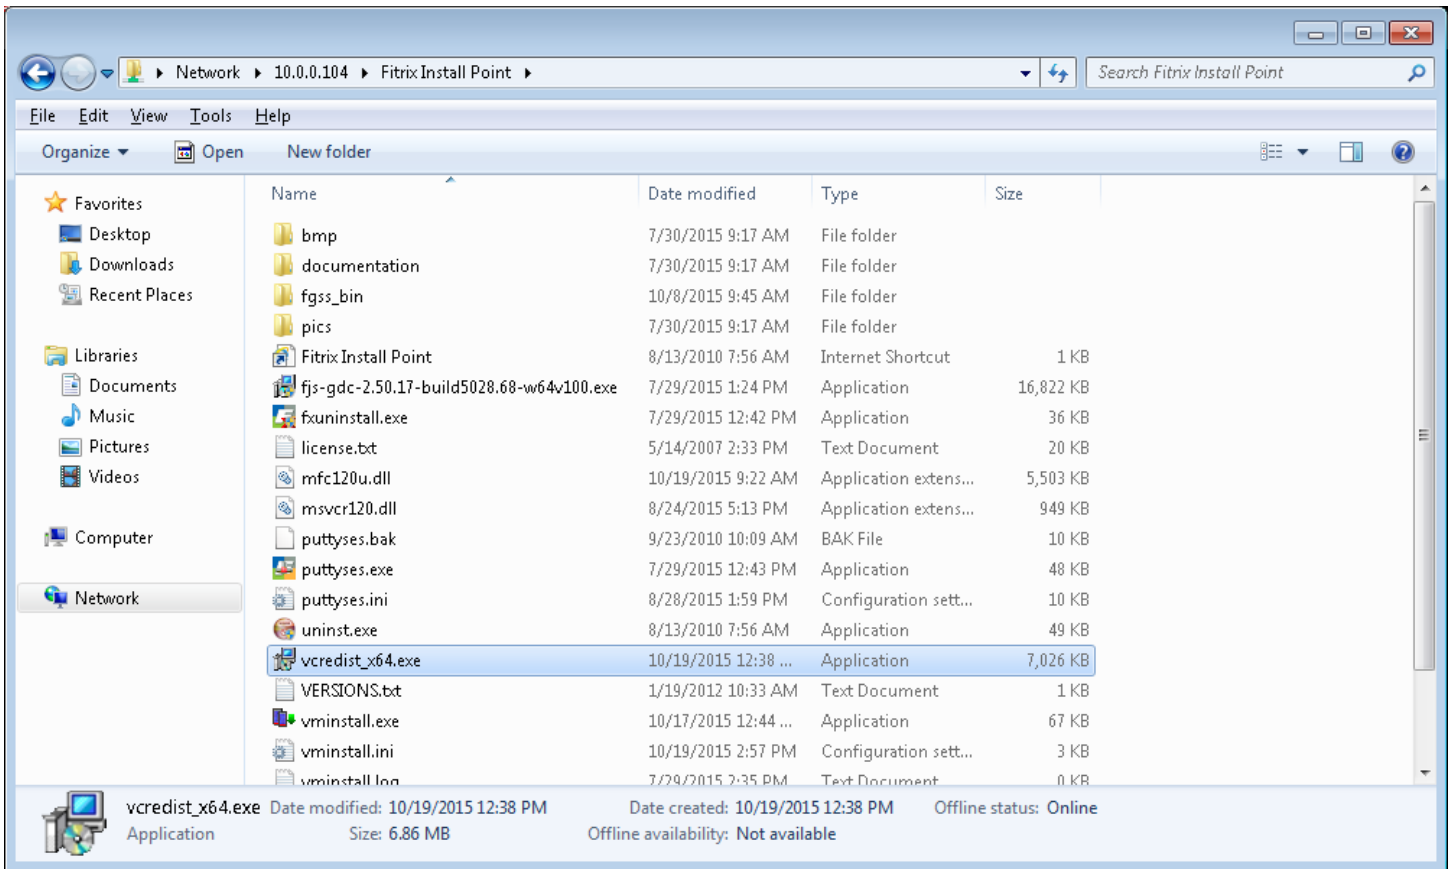 Network ▸ 10.0.0.104 ▸ Fitrix Install Point ▸ Search Fitrix Install Point
File Edit View Tools Help
Organize Open New folder
Name Date modified Type Size
Favorites
Desktop
Downloads
Recent Places
Libraries
Documents
Music
Pictures
Videos
Computer
Network
bmp 7/30/2015 9:17 AM File folder
documentation 7/30/2015 9:17 AM File folder
fgss_bin 10/8/2015 9:45 AM File folder
pics 7/30/2015 9:17 AM File folder
Fitrix Install Point 8/13/2010 7:56 AM Internet Shortcut 1 KB
fjs-gdc-2.50.17-build5028.68-w64v100.exe 7/29/2015 1:24 PM Application 16,822 KB
fxuninstall.exe 7/29/2015 12:42 PM Application 36 KB
license.txt 5/14/2007 2:33 PM Text Document 20 KB
mfc120u.dll 10/19/2015 9:22 AM Application extens... 5,503 KB
msvcr120.dll 8/24/2015 5:13 PM Application extens... 949 KB
puttyses.bak 9/23/2010 10:09 AM BAK File 10 KB
puttyses.exe 7/29/2015 12:43 PM Application 48 KB
puttyses.ini 8/28/2015 1:59 PM Configuration sett... 10 KB
uninst.exe 8/13/2010 7:56 AM Application 49 KB
vcredist_x64.exe 10/19/2015 12:38 ... Application 7,026 KB
VERSIONS.txt 1/19/2012 10:33 AM Text Document 1 KB
vminstall.exe 10/17/2015 12:44 ... Application 67 KB
vminstall.ini 10/19/2015 2:57 PM Configuration sett... 3 KB
vminstall.log 7/29/2015 2:35 PM Text Document 0 KB
vcredist_x64.exe Date modified: 10/19/2015 12:38 PM Date created: 10/19/2015 12:38 PM Offline status: Online
Application Size: 6.86 MB Offline availability: Not available